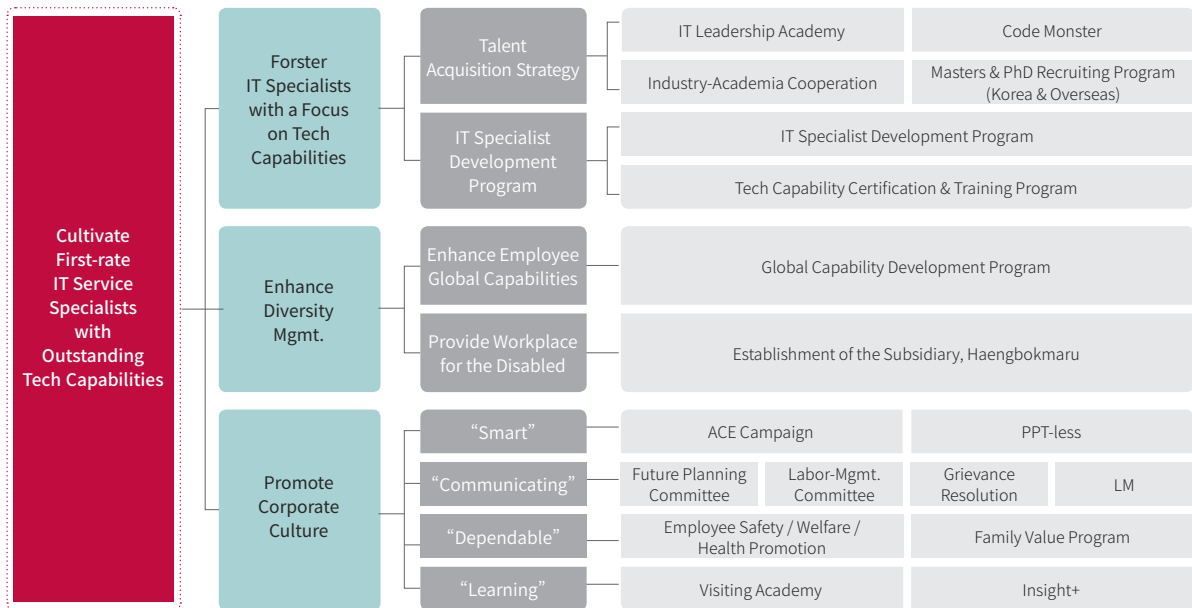 Cultivate
First-rate
IT Service
Specialists
with
Outstanding
Tech Capabilities
Forster
IT Specialists
with a Focus
on Tech
Capabilities
Talent
Acquisition Strategy
IT Leadership Academy
Code Monster
Industry-Academia Cooperation
Masters & PhD Recruiting Program
(Korea & Overseas)
IT Specialist
Development
Program
IT Specialist Development Program
Tech Capability Certification & Training Program
Enhance
Diversity
Mgmt.
Enhance Employee
Global Capabilities
Global Capability Development Program
Provide Workplace
for the Disabled
Establishment of the Subsidiary, Haengbokmaru
Promote
Corporate
Culture
“Smart”
ACE Campaign
PPT-less
“Communicating”
Future Planning
Committee
Labor-Mgmt.
Committee
Grievance
Resolution
LM
“Dependable”
Employee Safety / Welfare /
Health Promotion
Family Value Program
“Learning”
Visiting Academy
Insight+